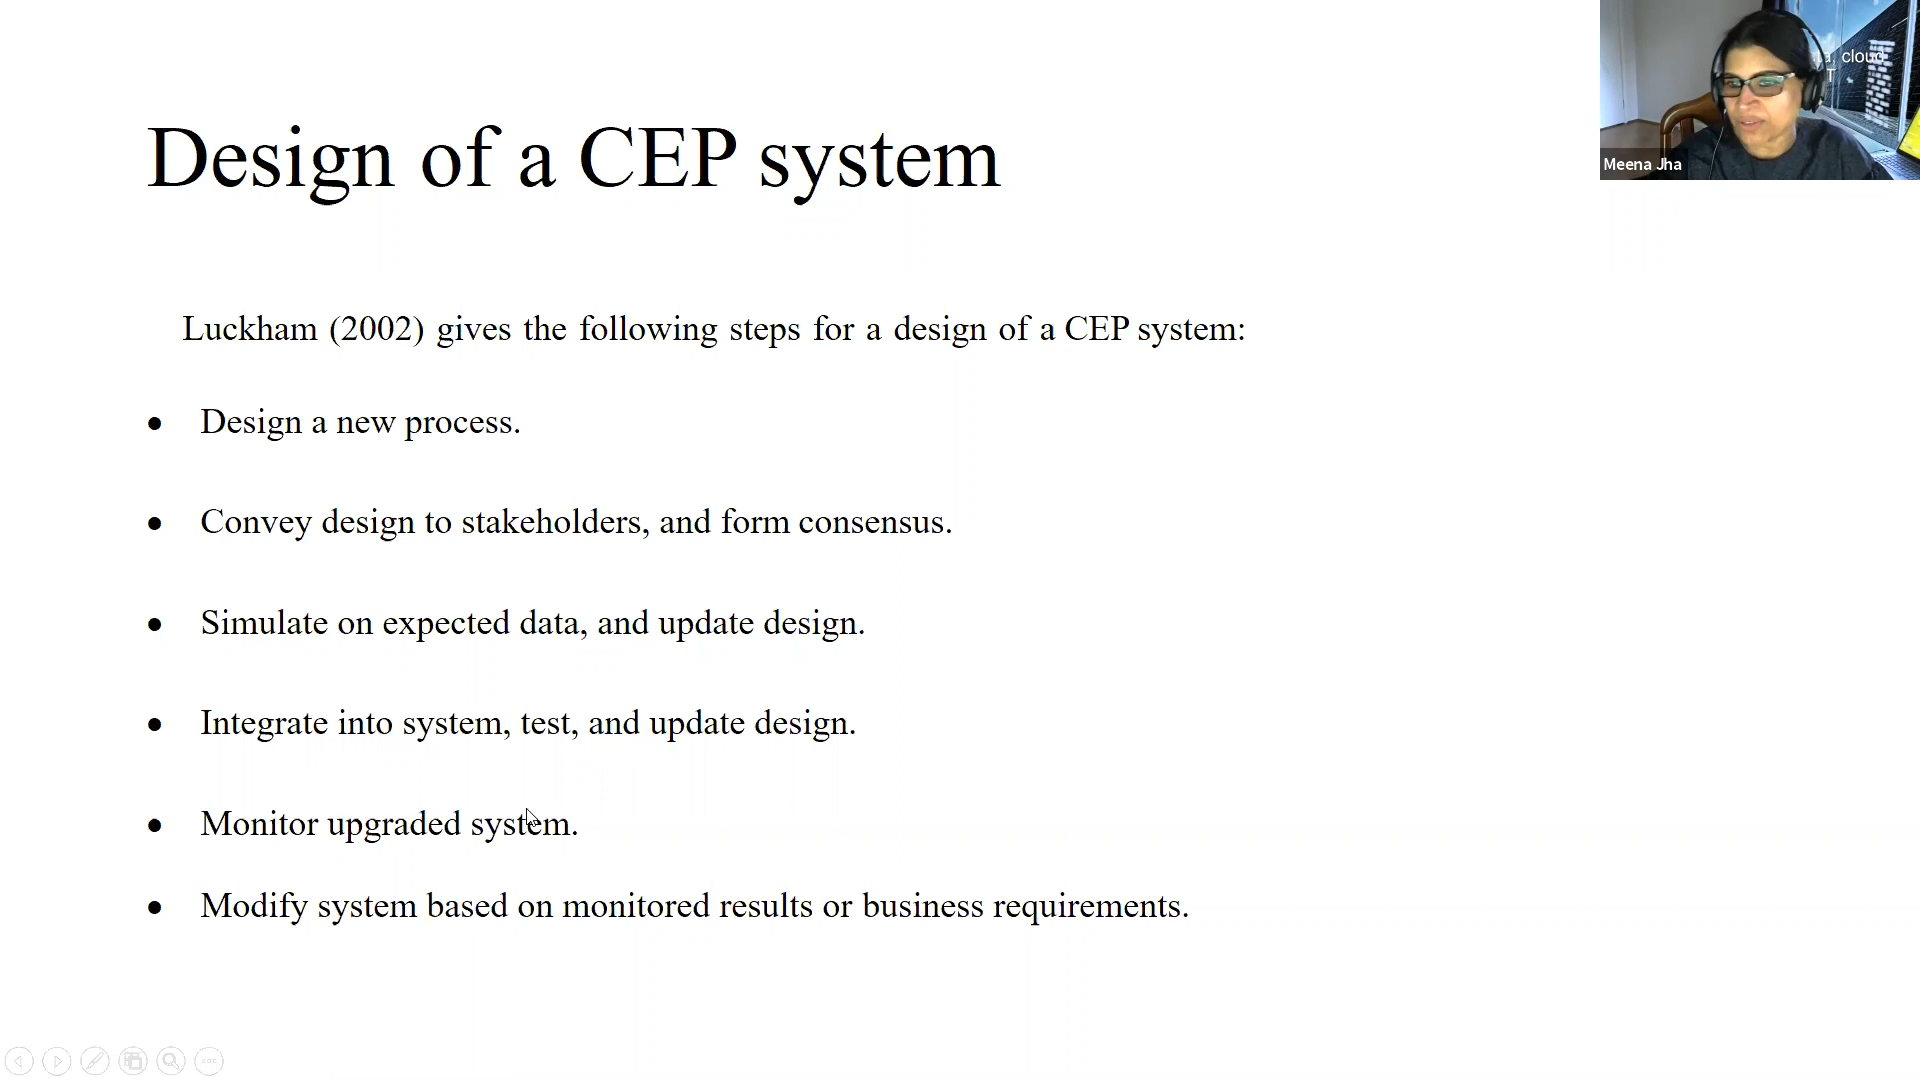 Design of a CEP system
Luckham (2002) gives the following steps for a design of a CEP system:
• Design a new process.
• Convey design to stakeholders, and form consensus.
• Simulate on expected data, and update design.
• Integrate into system, test, and update design.
• Monitor upgraded system.
• Modify system based on monitored results or business requirements.
cloud
T
Meena Jha